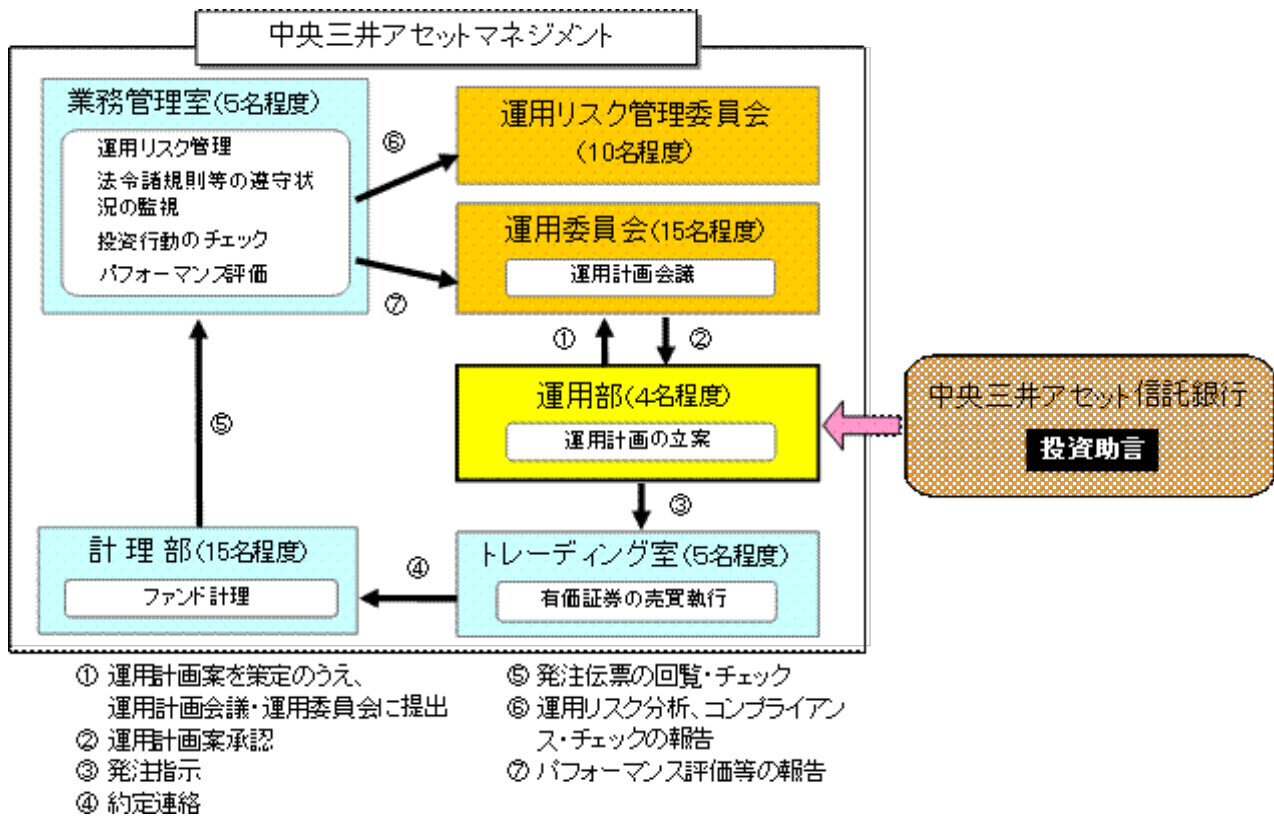 中央三井アセットマネジメント
業務管理室(5名程度)
運用リスク管理
法令諸規則等の遵守状
況の監視
投資行動のチェック
パフォーマンス評価
⑥
⑦
運用リスク管理委員会
(10名程度)
運用委員会(15名程度)
運用計画会議
①
②
運用部(4名程度)
運用計画の立案
中央三井アセット信託銀行
投資助言
⑤
③
計理部(15名程度)
ファンド計理
④
トレーディング室(5名程度)
有価証券の売買執行
① 運用計画案を策定のうえ、
運用計画会議・運用委員会に提出
② 運用計画案承認
③ 発注指示
④ 約定連絡
⑤ 発注伝票の回覧・チェック
⑥ 運用リスク分析、コンプライアン
ス・チェックの報告
⑦ パフォーマンス評価等の報告